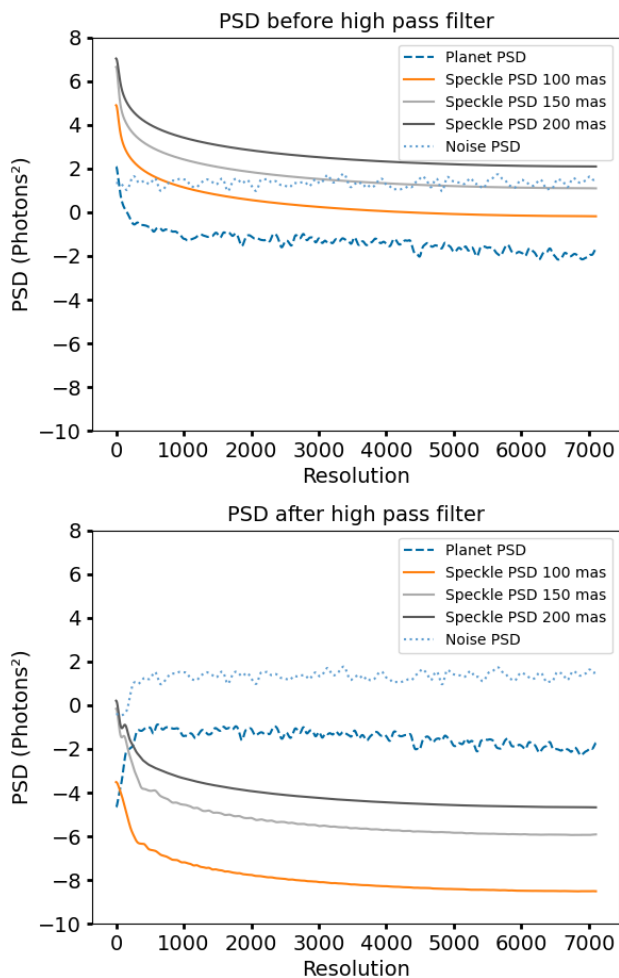 PSD before high pass filter
PSD (Photons²)
8
6
4
2
0
−2
−4
−6
−8
−10
Planet PSD
Speckle PSD 100 mas
Speckle PSD 150 mas
Speckle PSD 200 mas
Noise PSD
0 1000 2000 3000 4000 5000 6000 7000
Resolution
PSD after high pass filter
PSD (Photons²)
8
6
4
2
0
−2
−4
−6
−8
−10
Planet PSD
Speckle PSD 100 mas
Speckle PSD 150 mas
Speckle PSD 200 mas
Noise PSD
0 1000 2000 3000 4000 5000 6000 7000
Resolution